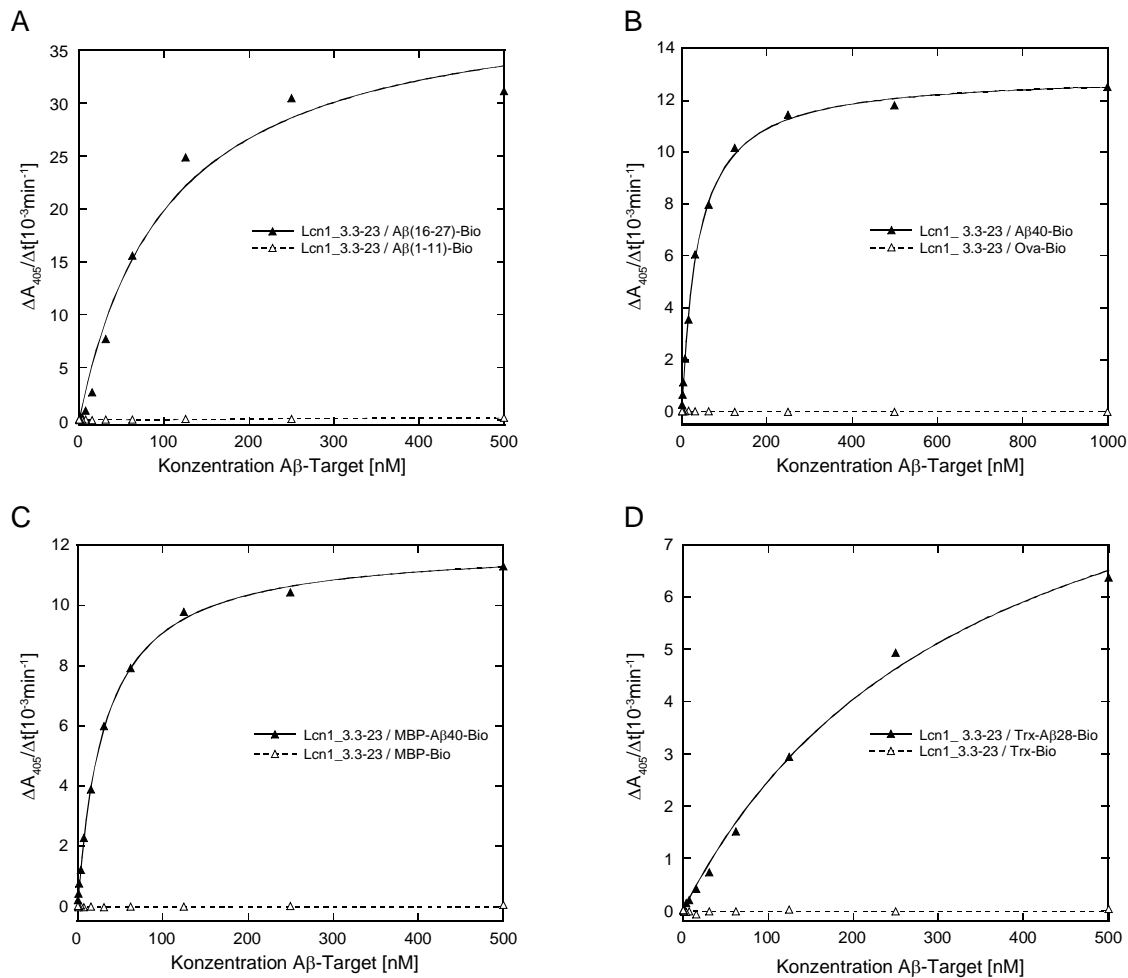 A
ΔA405/Δt[10-3min-1]
35
30
25
20
15
10
5
0
Lcn1_3.3-23 / Aβ(16-27)-Bio
Lcn1_3.3-23 / Aβ(1-11)-Bio
0 100 200 300 400 500
Konzentration Aβ-Target [nM]
B
ΔA405/Δt[10-3min-1]
14
12
10
8
6
4
2
0
Lcn1_ 3.3-23 / Aβ40-Bio
Lcn1_ 3.3-23 / Ova-Bio
0 200 400 600 800 1000
Konzentration Aβ-Target [nM]
C
ΔA405/Δt[10-3min-1]
12
10
8
6
4
2
0
Lcn1_3.3-23 / MBP-Aβ40-Bio
Lcn1_3.3-23 / MBP-Bio
0 100 200 300 400 500
Konzentration Aβ-Target [nM]
D
ΔA405/Δt[10-3min-1]
7
6
5
4
3
2
1
0
Lcn1_ 3.3-23 / Trx-Aβ28-Bio
Lcn1_3.3-23 / Trx-Bio
0 100 200 300 400 500
Konzentration Aβ-Target [nM]